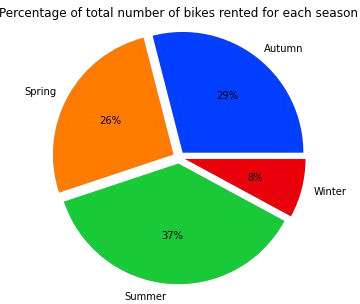 Percentage of total number of bikes rented for each season
Autumn
Spring
29%
26%
8%
Winter
37%
Summer